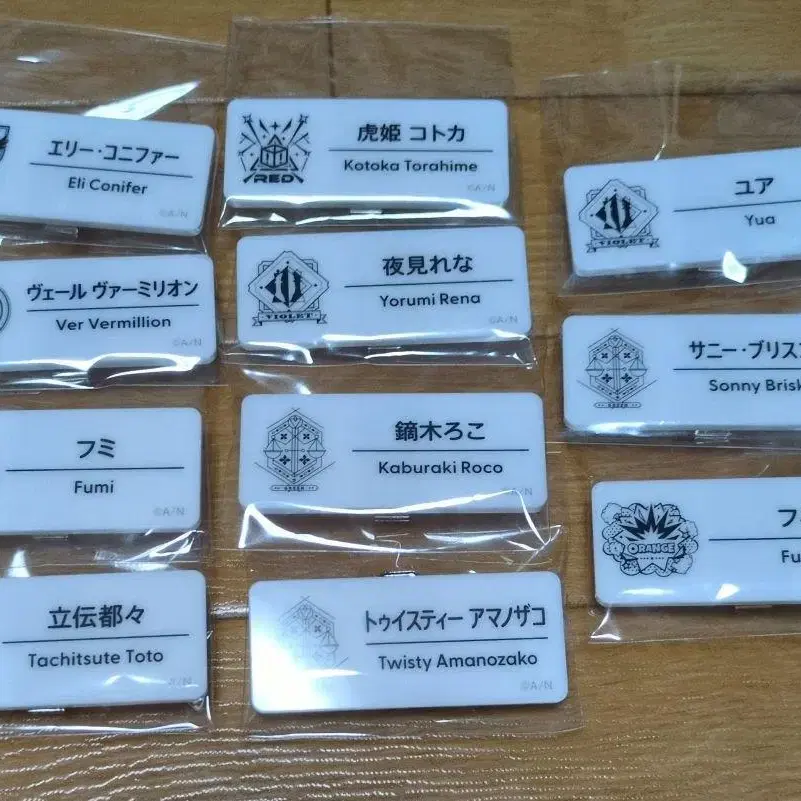 エリー・コニファー
Eli Conifer
©A/N
ヴェール ヴァーミリオン
Ver Vermillion
©A/N
フミ
Fumi
©A/N
立伝都々
Tachitsute Toto
©A/N
RED
虎姫 コトカ
Kotoka Torahime
©A/N
VIOLET
夜見れな
Yorumi Rena
©A/N
GREEN
鏑木ろこ
Kaburaki Roco
©A/N
トゥイスティー アマノザコ
Twisty Amanozako
©A/N
VIOLET
ユア
Yua
GREEN
サニー・ブリス
Sonny Brisk
ORANGE
フ
Fu